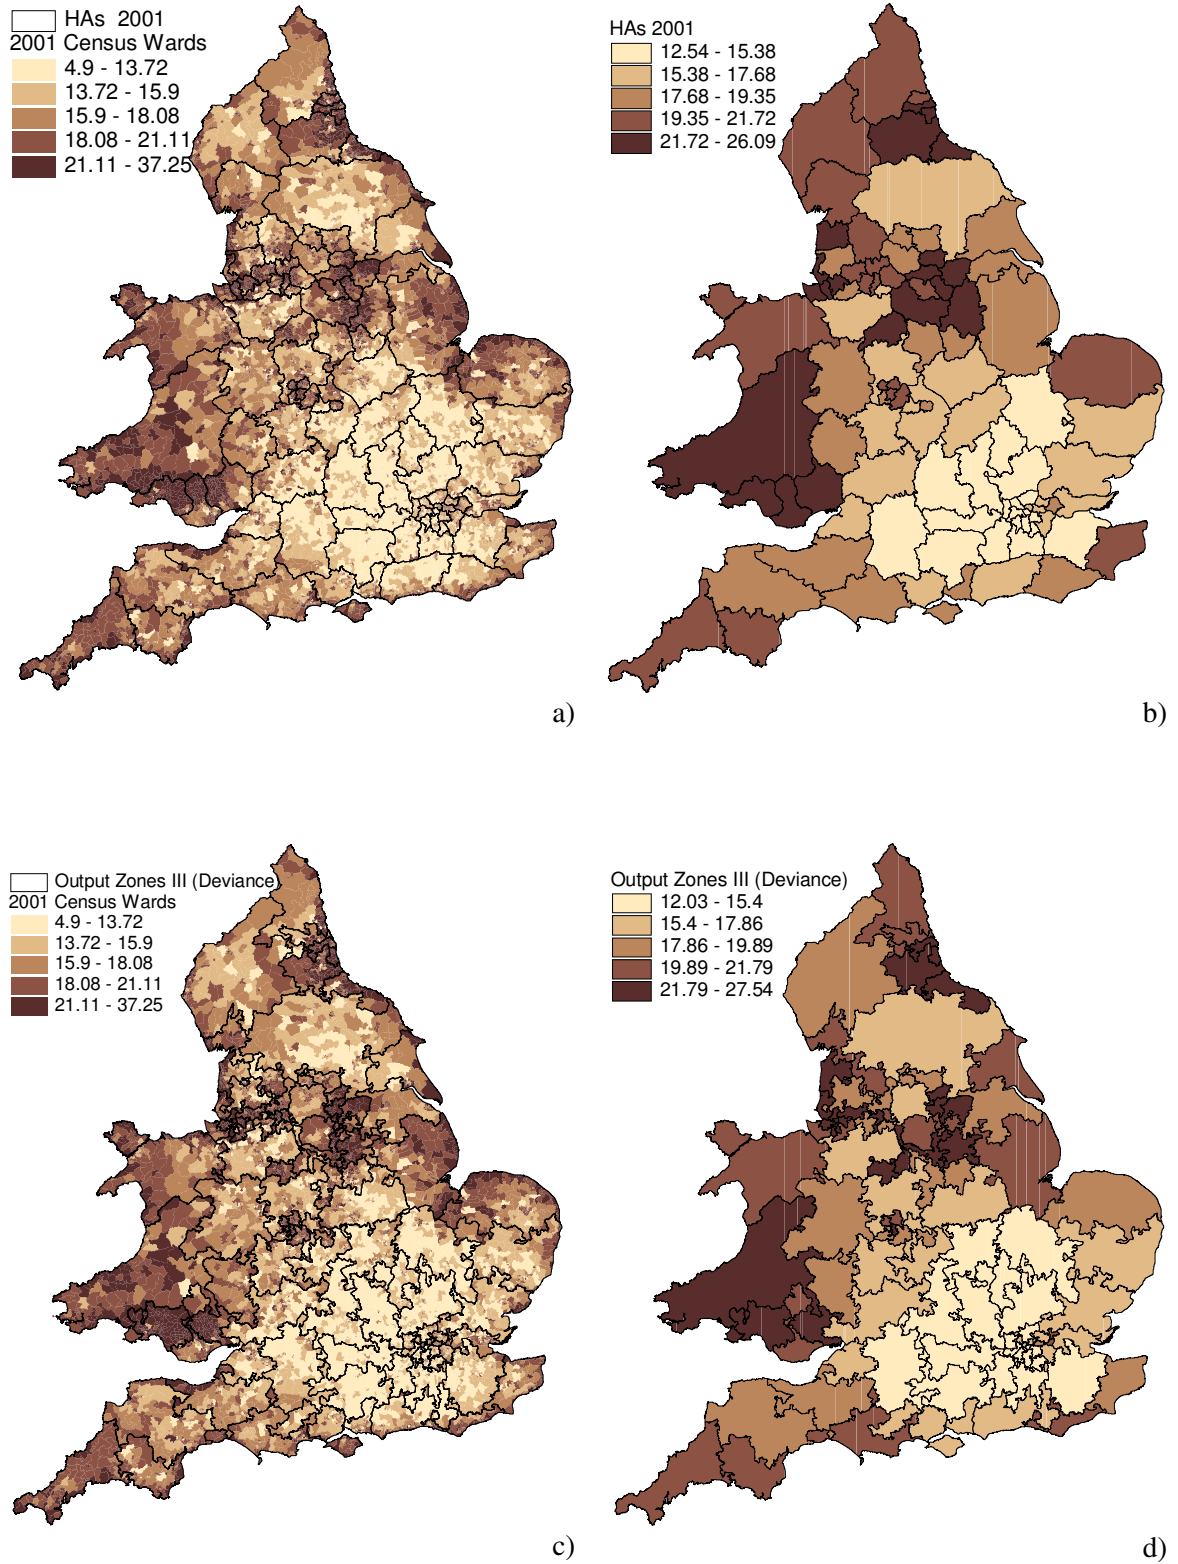 HAs 2001
2001 Census Wards
4.9 - 13.72
13.72 - 15.9
15.9 - 18.08
18.08 - 21.11
21.11 - 37.25
a)
HAs 2001
12.54 - 15.38
15.38 - 17.68
17.68 - 19.35
19.35 - 21.72
21.72 - 26.09
b)
Output Zones III (Deviance)
2001 Census Wards
4.9 - 13.72
13.72 - 15.9
15.9 - 18.08
18.08 - 21.11
21.11 - 37.25
c)
Output Zones III (Deviance)
12.03 - 15.4
15.4 - 17.86
17.86 - 19.89
19.89 - 21.79
21.79 - 27.54
d)